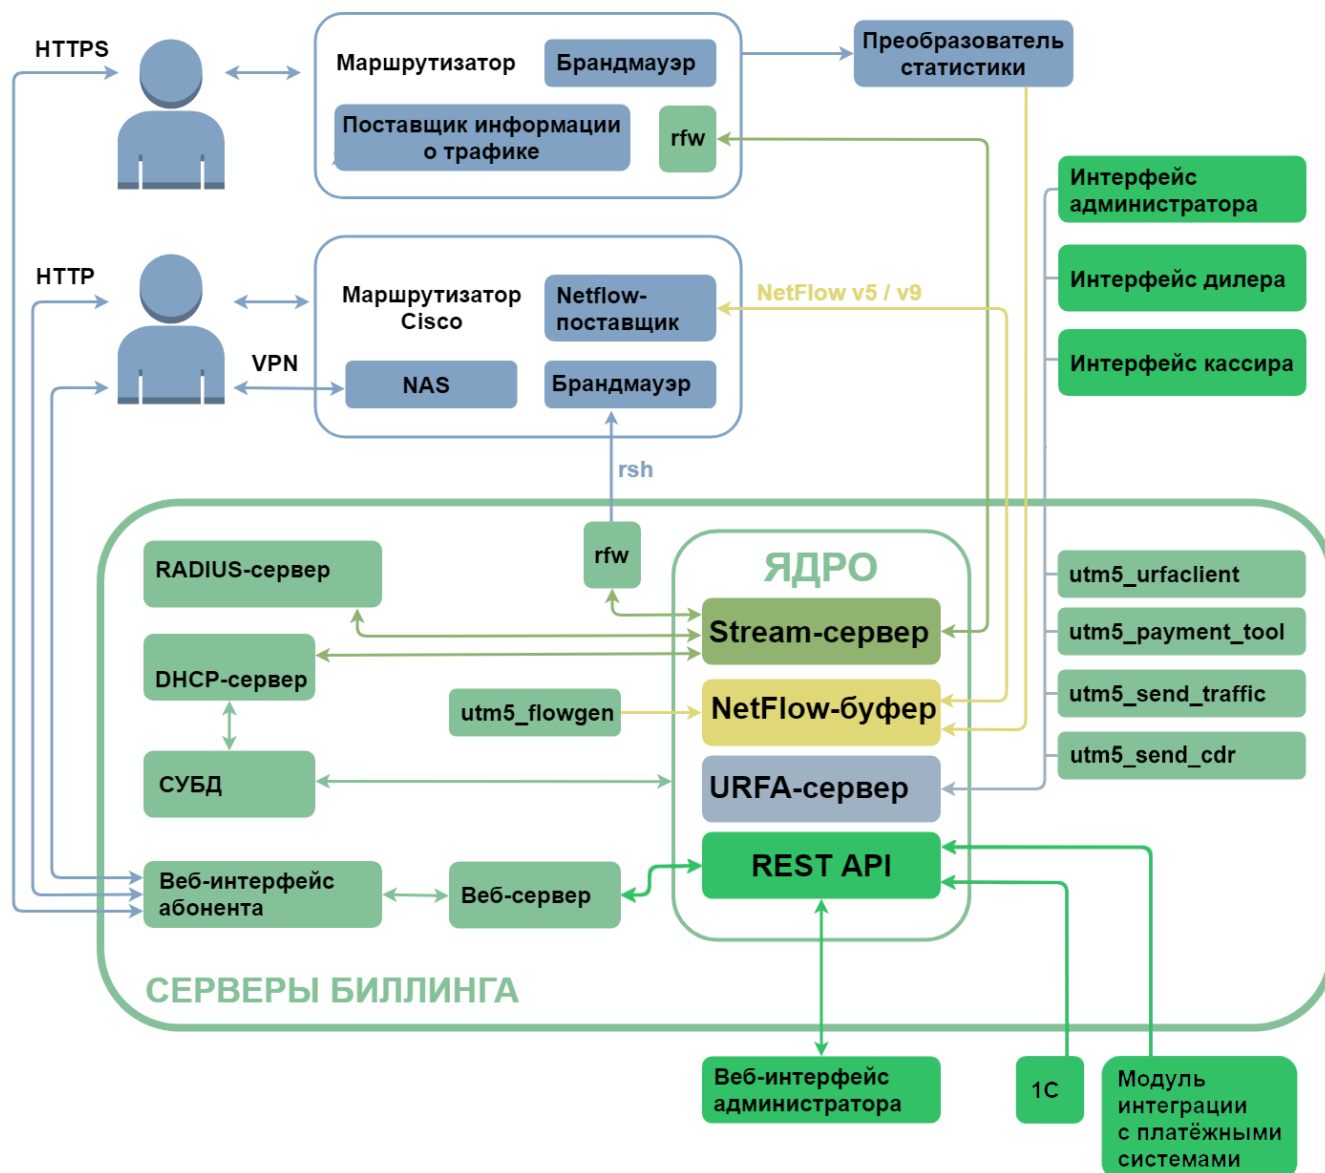 HTTPS
Маршрутизатор
Брандмауэр
Поставщик информации
о трафике
rfw
Преобразователь
статистики
Интерфейс
администратора
Интерфейс дилера
Интерфейс кассира
HTTP
Маршрутизатор
Cisco
Netflow-
поставщик
NetFlow v5 / v9
VPN
NAS
Брандмауэр
rsh
RADIUS-сервер
rfw
ЯДРО
Stream-сервер
DHCP-сервер
utm5_flowgen
NetFlow-буфер
СУБД
URFA-сервер
utm5_urfaclient
utm5_payment_tool
utm5_send_traffic
utm5_send_cdr
Веб-интерфейс
абонента
Веб-сервер
REST API
СЕРВЕРЫ БИЛЛИНГА
Веб-интерфейс
администратора
1С
Модуль
интеграции
с платёжными
системами